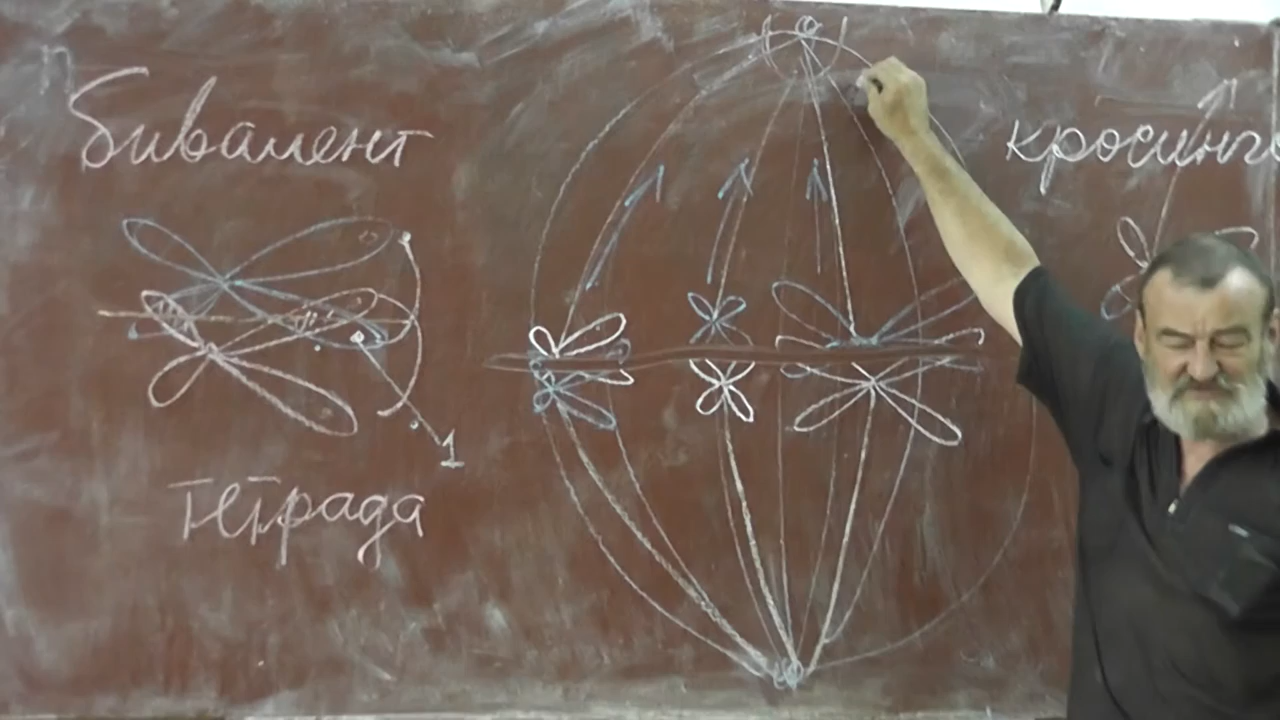 бивалент
тетрада
1
кросинг